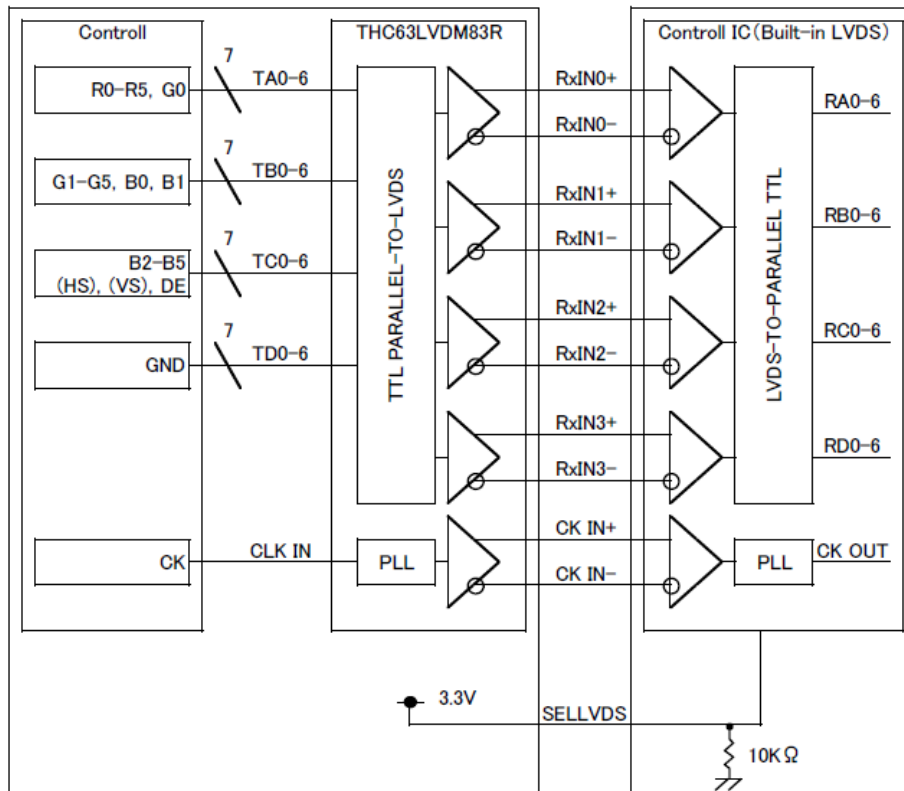 Controll
THC63LVDM83R
Controll IC(Built-in LVDS)
R0-R5, G0
7
TA0-6
RxIN0+
RxIN0-
RA0-6
G1-G5, B0, B1
7
TB0-6
RxIN1+
RxIN1-
RB0-6
B2-B5
(HS), (VS), DE
7
TC0-6
RxIN2+
RxIN2-
RC0-6
GND
7
TD0-6
RxIN3+
RxIN3-
RD0-6
TTL PARALLEL-TO-LVDS
LVDS-TO-PARALLEL TTL
CK
CLK IN
PLL
CK IN+
CK IN-
PLL
CK OUT
3.3V
SELLVDS
10KΩ